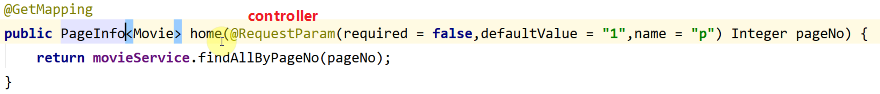 @GetMapping
controller
public PageInfo<Movie> home(@RequestParam(required = false,defaultValue = "1",name = "p") Integer pageNo) {
return movieService.findAllByPageNo(pageNo);
}